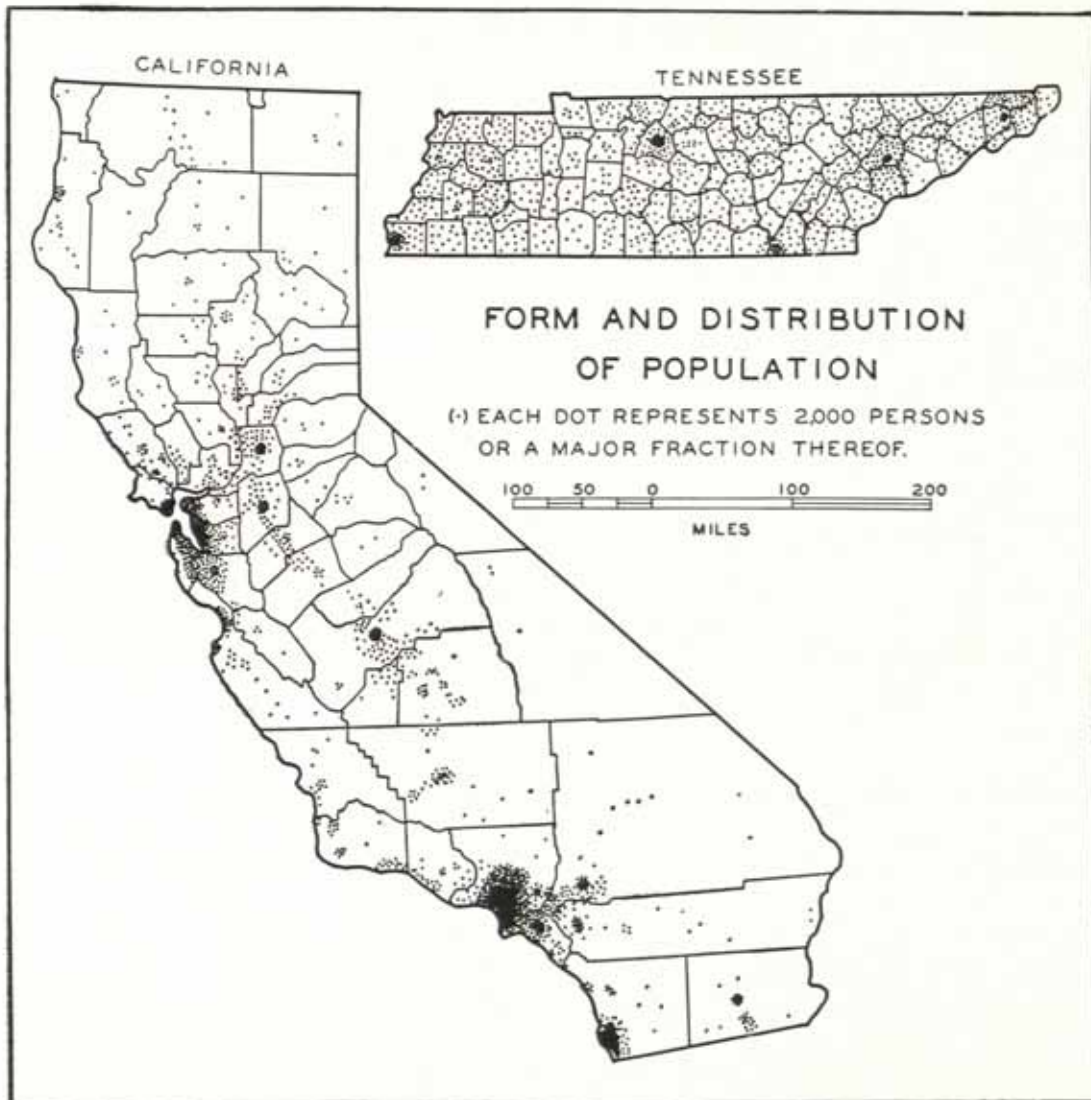 CALIFORNIA
TENNESSEE
FORM AND DISTRIBUTION
OF POPULATION
(·) EACH DOT REPRESENTS 2,000 PERSONS
OR A MAJOR FRACTION THEREOF.
100 50 0 100 200
MILES